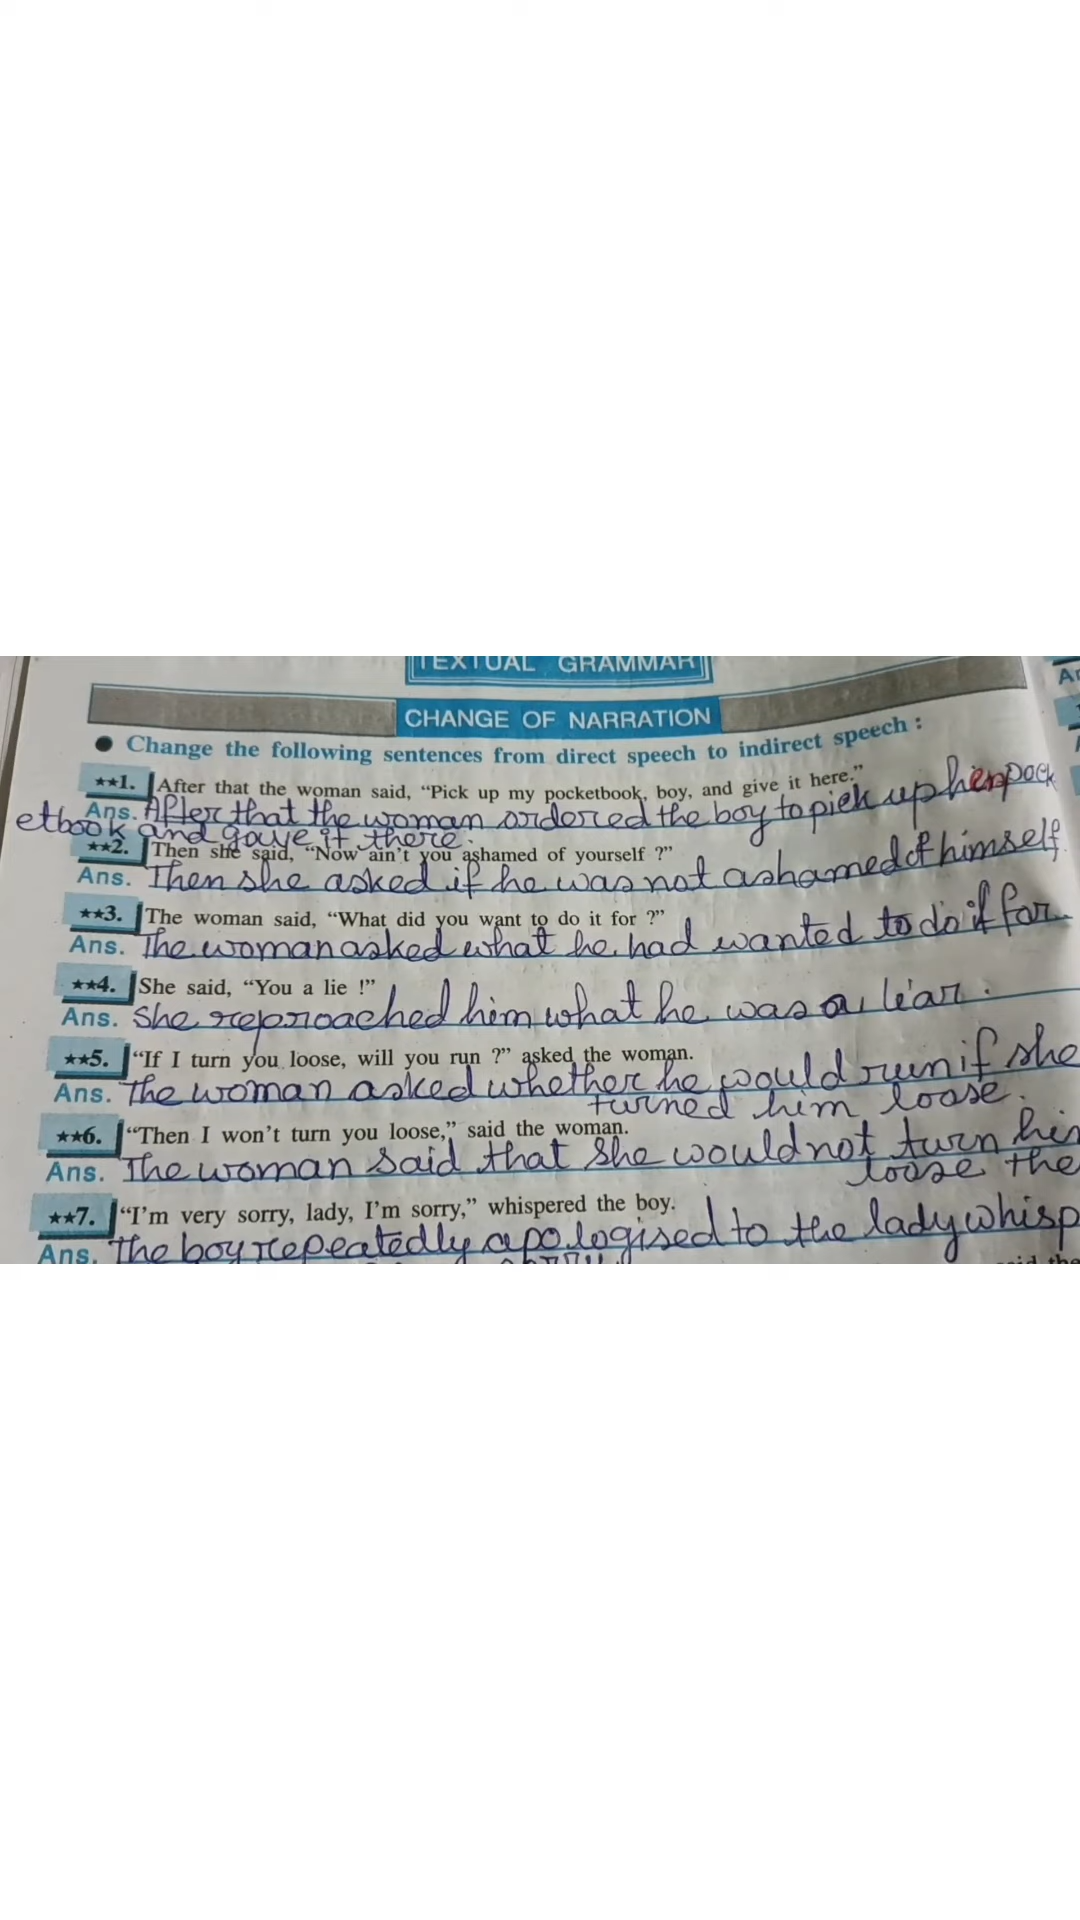 TEXTUAL GRAMMAR
CHANGE OF NARRATION
● Change the following sentences from direct speech to indirect speech :
★★1. After that the woman said, “Pick up my pocketbook, boy, and give it here.”
Ans. After that the woman ordered the boy to pick up her pock
etbook and gave it there.
★★2. Then she said, “Now ain’t you ashamed of yourself ?”
Ans. Then she asked if he was not ashamed of himself.
★★3. The woman said, “What did you want to do it for ?”
Ans. The woman asked what he had wanted to do it for
★★4. She said, “You a lie !”
Ans. She reproached him what he was a liear.
★★5. “If I turn you loose, will you run ?” asked the woman.
Ans. The woman asked whether he would run if she
turned him loose.
★★6. “Then I won’t turn you loose,” said the woman.
Ans. The woman said that she would not turn him
loose the
★★7. “I’m very sorry, lady, I’m sorry,” whispered the boy.
Ans. The boy repeatedly apologised to the lady whisp